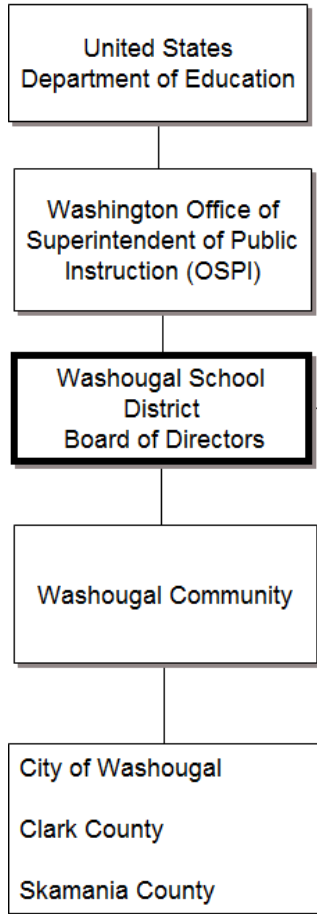 United States
Department of Education
Washington Office of
Superintendent of Public
Instruction (OSPI)
Washougal School
District
Board of Directors
Washougal Community
City of Washougal
Clark County
Skamania County